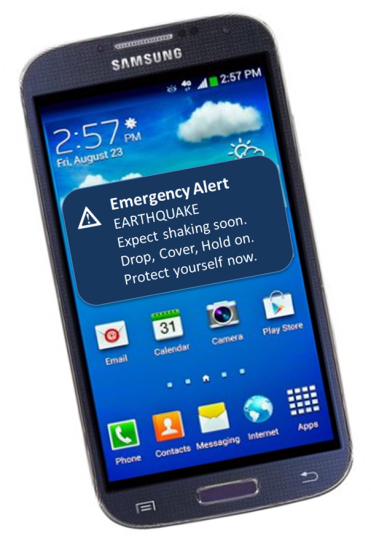 SAMSUNG
4G 2:57 PM
2:57 PM
Fri, August 23
Emergency Alert
EARTHQUAKE
Expect shaking soon.
Drop, Cover, Hold on.
Protect yourself now.
31
Email Calendar Camera Play Store
Phone Contacts Messaging Internet Apps